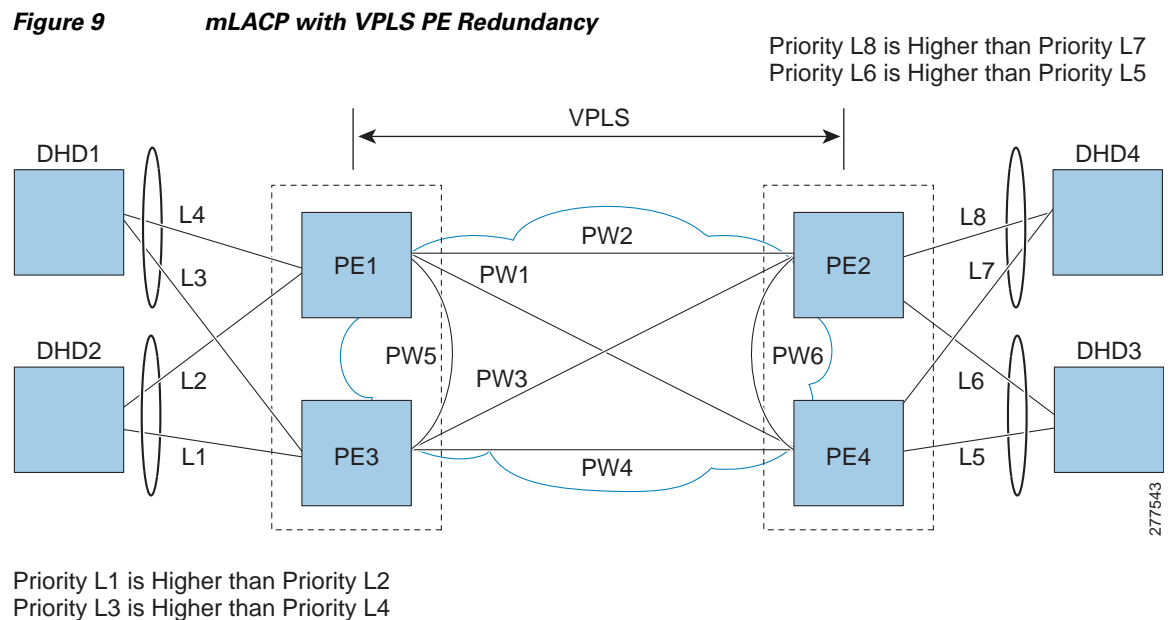 Figure 9 mLACP with VPLS PE Redundancy
Priority L8 is Higher than Priority L7
Priority L6 is Higher than Priority L5
VPLS
DHD1
DHD4
L4
L8
PW2
PE1
PE2
L3
PW1
L7
DHD2
DHD3
PW5
PW6
L2
PW3
L6
L1
PE3
PW4
PE4
L5
277543
Priority L1 is Higher than Priority L2
Priority L3 is Higher than Priority L4